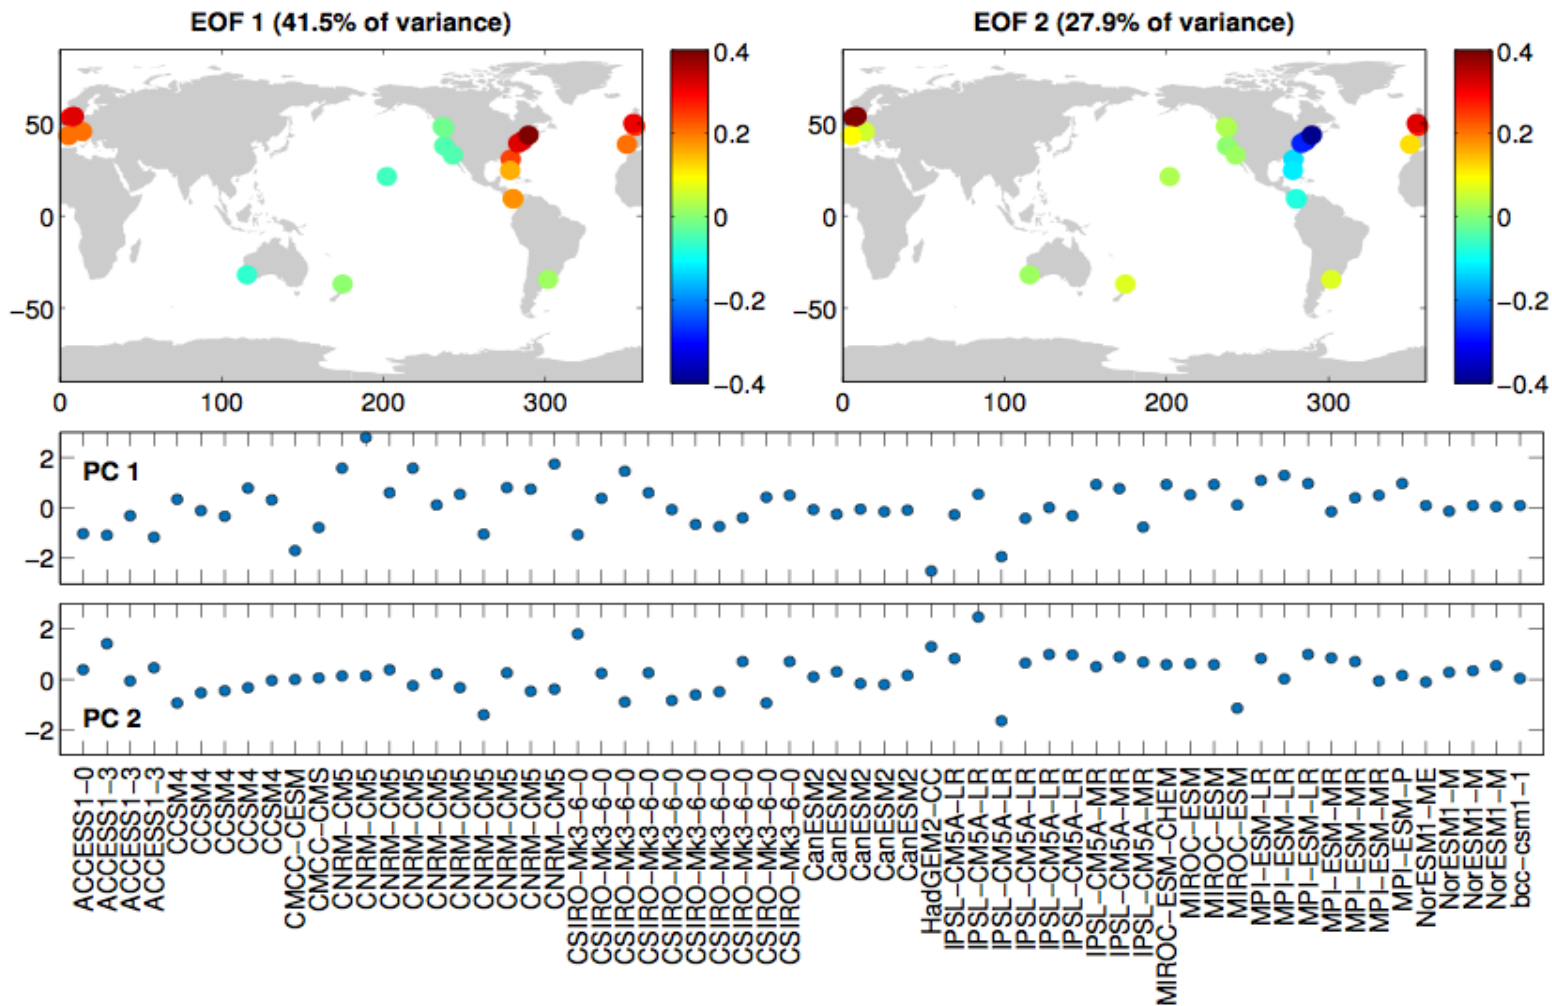 EOF 1 (41.5% of variance)
EOF 2 (27.9% of variance)
50
0
−50
0
100
200
300
0.4
0.2
0
−0.2
−0.4
50
0
−50
0
100
200
300
0.4
0.2
0
−0.2
−0.4
2
0
−2
PC 1
2
0
−2
PC 2
ACCESS1−0
ACCESS1−3
ACCESS1−3
ACCESS1−3
CCSM4
CCSM4
CCSM4
CCSM4
CCSM4
CMCC−CESM
CMCC−CMS
CNRM−CM5
CNRM−CM5
CNRM−CM5
CNRM−CM5
CNRM−CM5
CNRM−CM5
CNRM−CM5
CNRM−CM5
CNRM−CM5
CNRM−CM5
CSIRO−Mk3−6−0
CSIRO−Mk3−6−0
CSIRO−Mk3−6−0
CSIRO−Mk3−6−0
CSIRO−Mk3−6−0
CSIRO−Mk3−6−0
CSIRO−Mk3−6−0
CSIRO−Mk3−6−0
CSIRO−Mk3−6−0
CSIRO−Mk3−6−0
CanESM2
CanESM2
CanESM2
CanESM2
CanESM2
HadGEM2−CC
IPSL−CM5A−LR
IPSL−CM5A−LR
IPSL−CM5A−LR
IPSL−CM5A−LR
IPSL−CM5A−LR
IPSL−CM5A−LR
IPSL−CM5A−MR
IPSL−CM5A−MR
IPSL−CM5A−MR
MIROC−ESM−CHEM
MIROC−ESM
MIROC−ESM
MIROC−ESM
MPI−ESM−LR
MPI−ESM−LR
MPI−ESM−LR
MPI−ESM−MR
MPI−ESM−MR
MPI−ESM−MR
MPI−ESM−P
NorESM1−ME
NorESM1−M
NorESM1−M
NorESM1−M
bcc−csm1−1